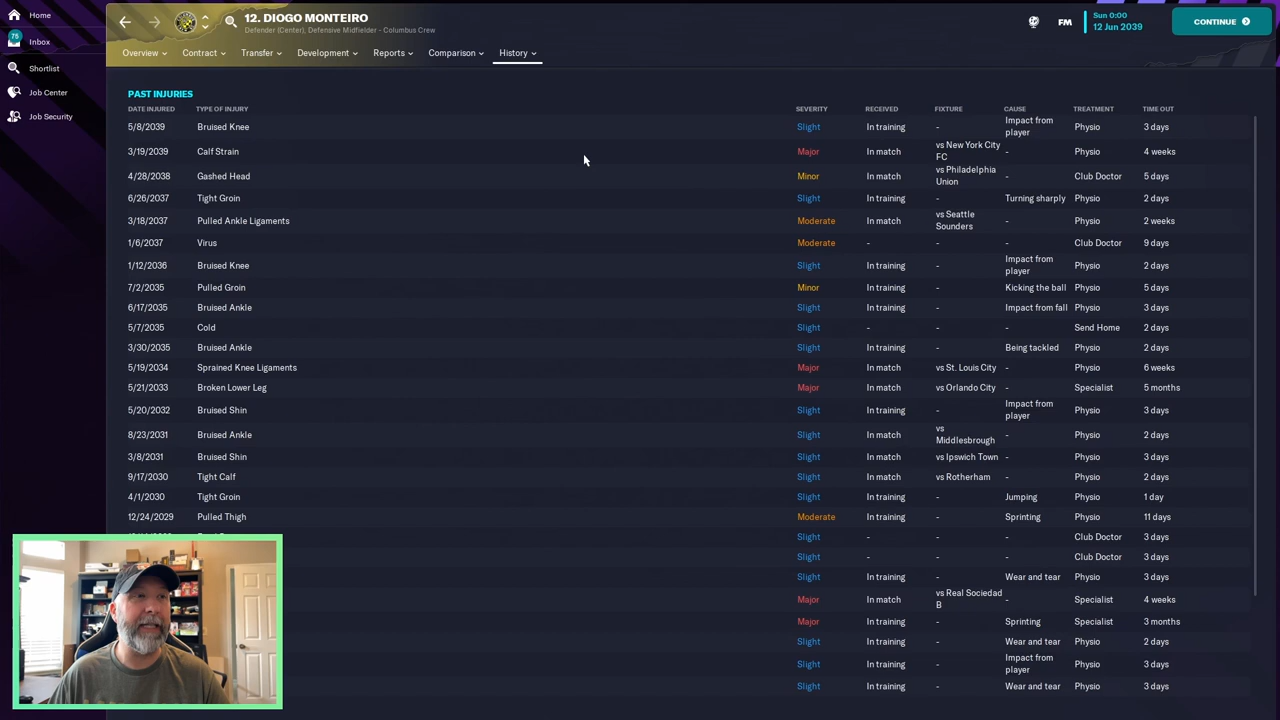 Home
75
Inbox
Shortlist
Job Center
Job Security
12. DIOGO MONTEIRO
Defender (Center), Defensive Midfielder - Columbus Crew
FM
Sun 0:00
12 Jun 2039
CONTINUE
Overview Contract Transfer Development Reports Comparison History
PAST INJURIES
DATE INJURED TYPE OF INJURY SEVERITY RECEIVED FIXTURE CAUSE TREATMENT TIME OUT
5/8/2039 Bruised Knee Slight In training - Impact from player Physio 3 days
3/19/2039 Calf Strain Major In match vs New York City FC - Physio 4 weeks
4/28/2038 Gashed Head Minor In match vs Philadelphia Union - Club Doctor 5 days
6/26/2037 Tight Groin Slight In training - Turning sharply Physio 2 days
3/18/2037 Pulled Ankle Ligaments Moderate In match vs Seattle Sounders - Physio 2 weeks
1/6/2037 Virus Moderate - - - Club Doctor 9 days
1/12/2036 Bruised Knee Slight In training - Impact from player Physio 2 days
7/2/2035 Pulled Groin Minor In training - Kicking the ball Physio 5 days
6/17/2035 Bruised Ankle Slight In training - Impact from fall Physio 3 days
5/7/2035 Cold Slight - - - Send Home 2 days
3/30/2035 Bruised Ankle Slight In training - Being tackled Physio 2 days
5/19/2034 Sprained Knee Ligaments Major In match vs St. Louis City - Physio 6 weeks
5/21/2033 Broken Lower Leg Major In match vs Orlando City - Specialist 5 months
5/20/2032 Bruised Shin Slight In training - Impact from player Physio 3 days
8/23/2031 Bruised Ankle Slight In match vs Middlesbrough - Physio 2 days
3/8/2031 Bruised Shin Slight In match vs Ipswich Town - Physio 3 days
9/17/2030 Tight Calf Slight In match vs Rotherham - Physio 2 days
4/1/2030 Tight Groin Slight In training - Jumping Physio 1 day
12/24/2029 Pulled Thigh Moderate In training - Sprinting Physio 11 days
Slight - - - Club Doctor 3 days
Slight - - - Club Doctor 3 days
Slight In training - Wear and tear Physio 3 days
Major In match vs Real Sociedad B - Specialist 4 weeks
Major In training - Sprinting Specialist 3 months
Slight In training - Wear and tear Physio 2 days
Slight In training - Impact from player Physio 3 days
Slight In training - Wear and tear Physio 3 days